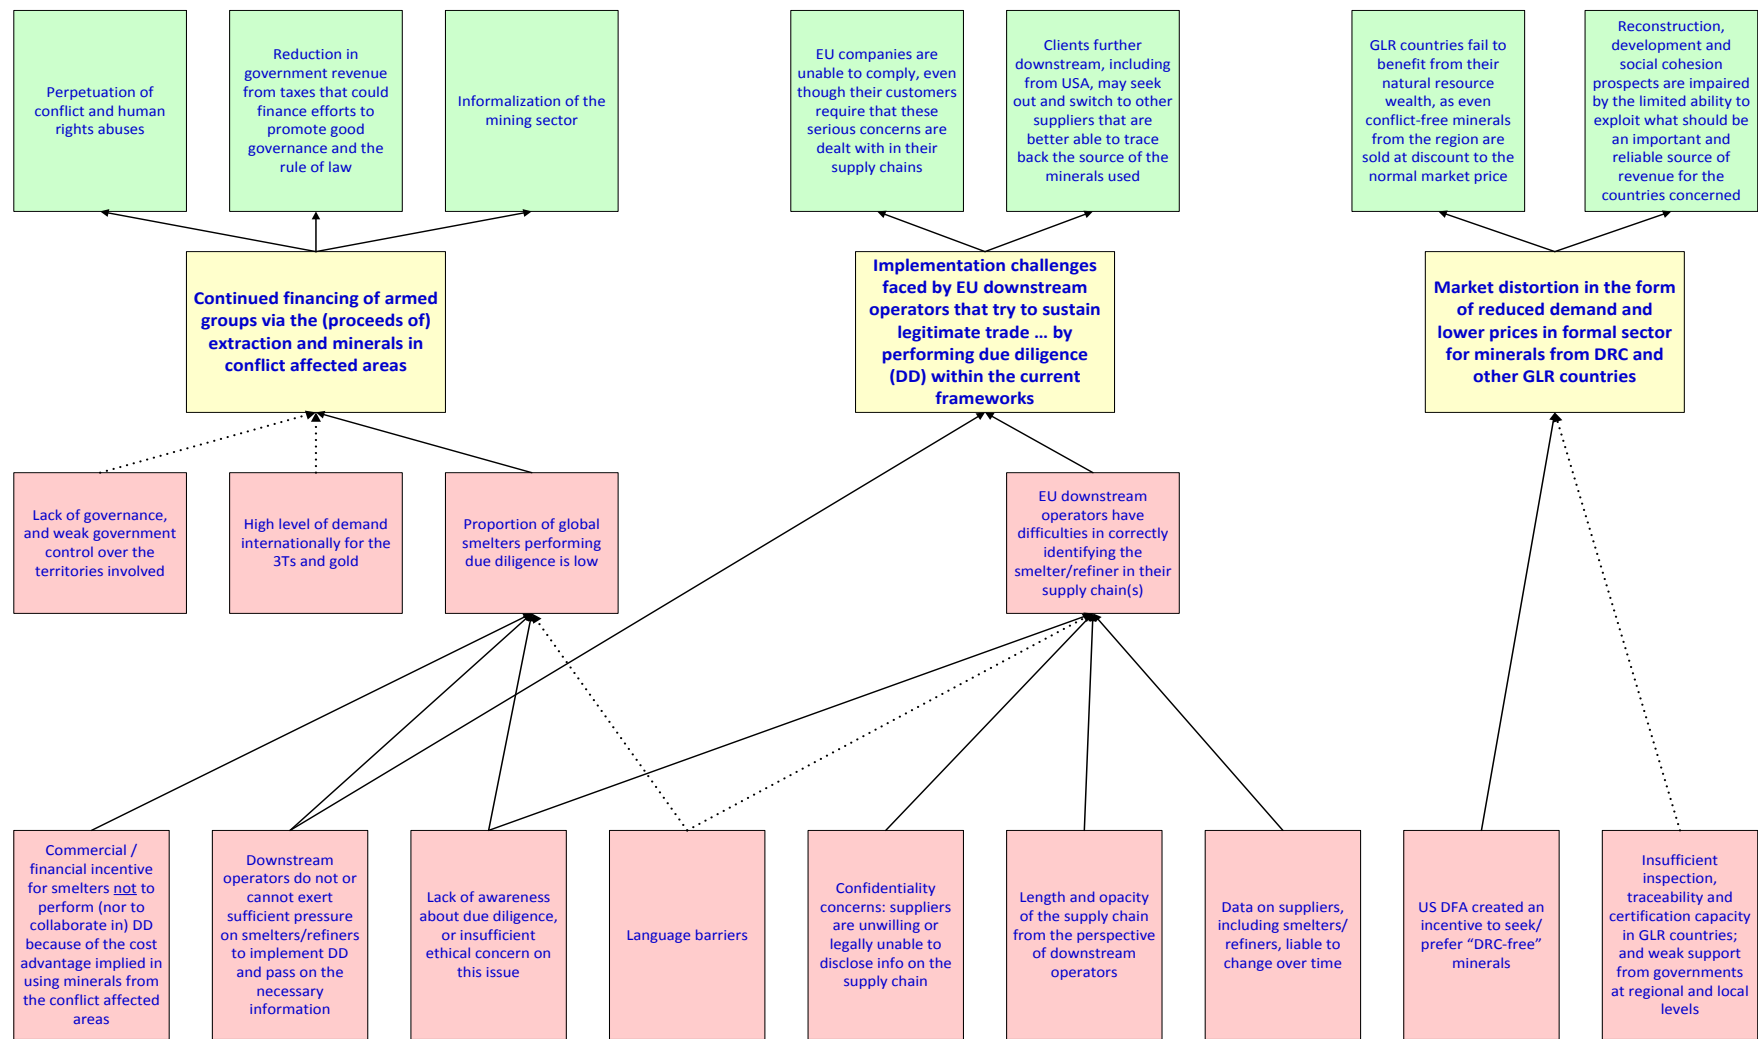 Perpetuation of
conflict and human
rights abuses
Reduction in
government revenue
from taxes that could
finance efforts to
promote good
governance and the
rule of law
Informalization of the
mining sector
EU companies are
unable to comply, even
though their customers
require that these
serious concerns are
dealt with in their
supply chains
Clients further
downstream, including
from USA, may seek
out and switch to other
suppliers that are
better able to trace
back the source of the
minerals used
GLR countries fail to
benefit from their
natural resource
wealth, as even
conflict-free minerals
from the region are
sold at discount to the
normal market price
Reconstruction,
development and
social cohesion
prospects are impaired
by the limited ability to
exploit what should be
an important and
reliable source of
revenue for the
countries concerned
Continued financing of armed
groups via the (proceeds of)
extraction and minerals in
conflict affected areas
Implementation challenges
faced by EU downstream
operators that try to sustain
legitimate trade ... by
performing due diligence
(DD) within the current
frameworks
Market distortion in the form
of reduced demand and
lower prices in formal sector
for minerals from DRC and
other GLR countries
Lack of governance,
and weak government
control over the
territories involved
High level of demand
internationally for the
3Ts and gold
Proportion of global
smelters performing
due diligence is low
EU downstream
operators have
difficulties in correctly
identifying the
smelter/refiner in their
supply chain(s)
Commercial /
financial incentive
for smelters not to
perform (nor to
collaborate in) DD
because of the cost
advantage implied in
using minerals from
the conflict affected
areas
Downstream
operators do not or
cannot exert
sufficient pressure
on smelters/refiners
to implement DD
and pass on the
necessary
information
Lack of awareness
about due diligence,
or insufficient
ethical concern on
this issue
Language barriers
Confidentiality
concerns: suppliers
are unwilling or
legally unable to
disclose info on the
supply chain
Length and opacity
of the supply chain
from the perspective
of downstream
operators
Data on suppliers,
including smelters/
refiners, liable to
change over time
US DFA created an
incentive to seek/
prefer “DRC-free”
minerals
Insufficient
inspection,
traceability and
certification capacity
in GLR countries;
and weak support
from governments
at regional and local
levels